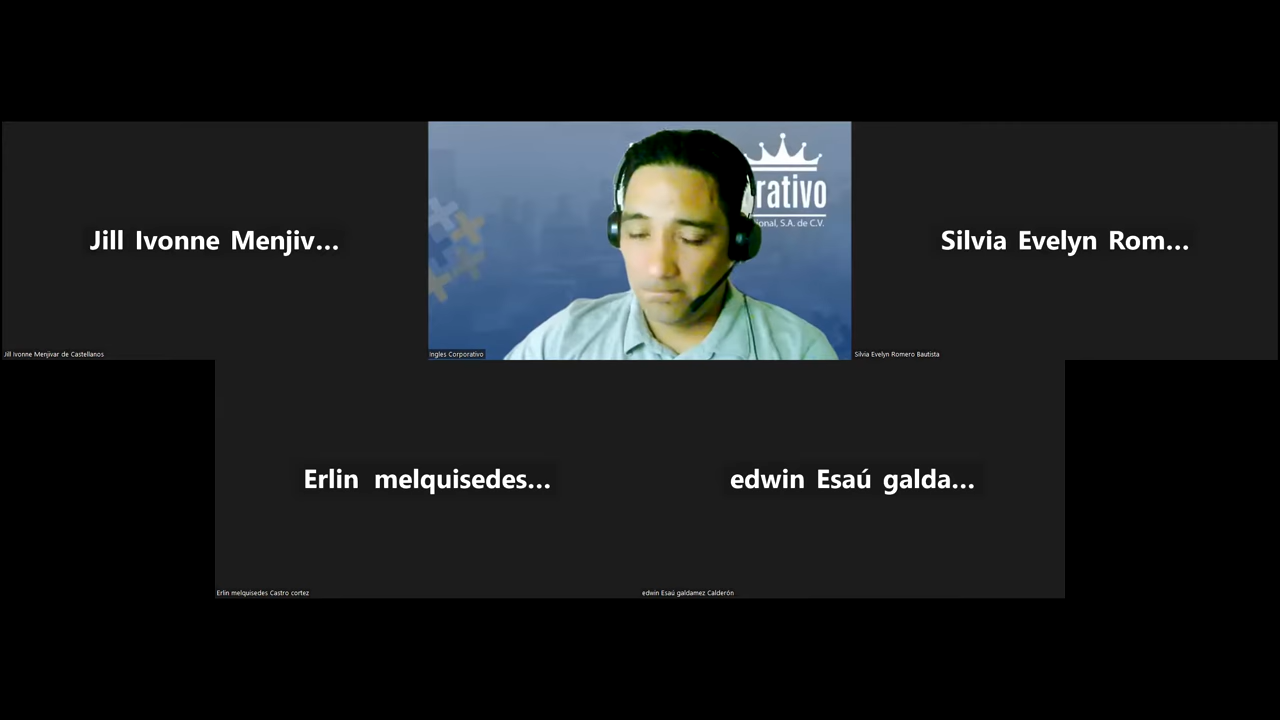 Jill Ivonne Menjiv...
Jill Ivonne Menjivar de Castellanos
rativo
ional, S.A. de C.V.
Ingles Corporativo
Silvia Evelyn Rom...
Silvia Evelyn Romero Bautista
Erlin melquisedes...
Erlin melquisedes Castro cortez
edwin Esaú galda...
edwin Esaú galdamez Calderón